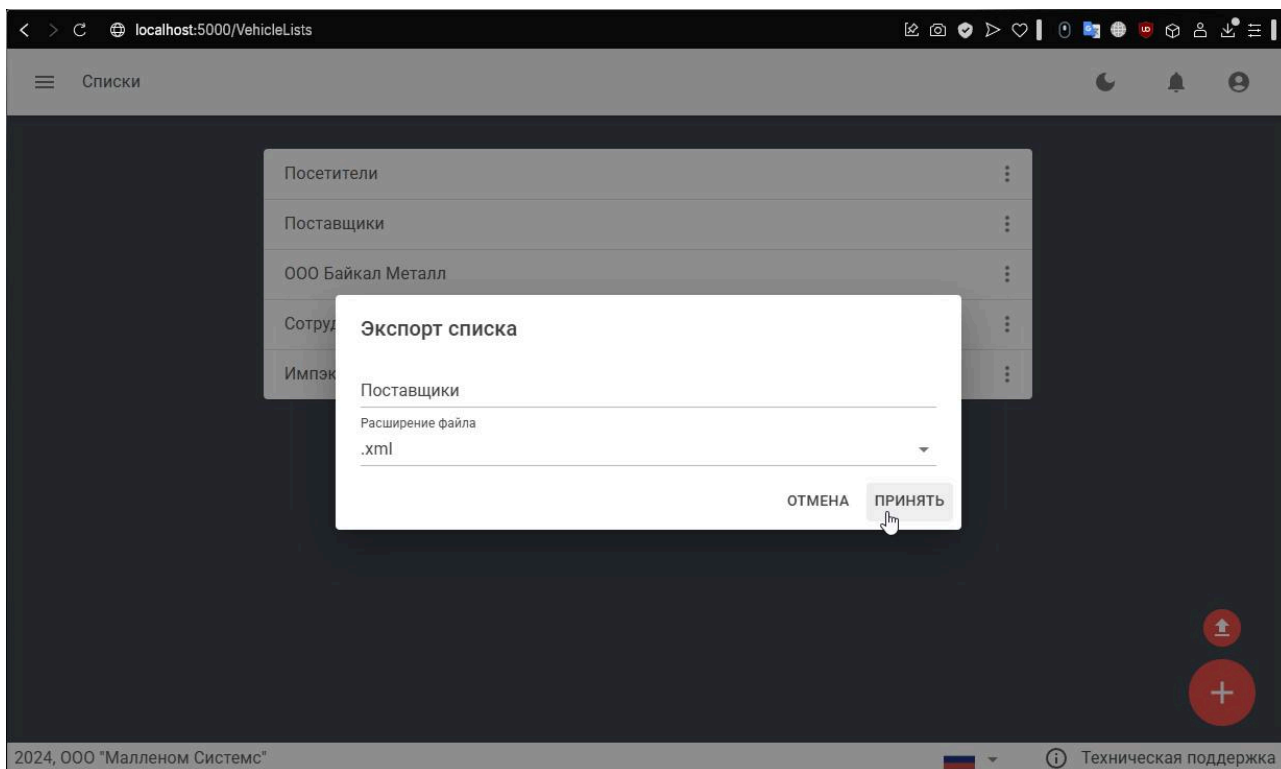 localhost:5000/VehicleLists
Списки
Посетители
Поставщики
ООО Байкал Металл
Сотруд
Импэк
Экспорт списка
Поставщики
Расширение файла
.xml
ОТМЕНА ПРИНЯТЬ
2024, ООО "Малленом Системс"
Техническая поддержка